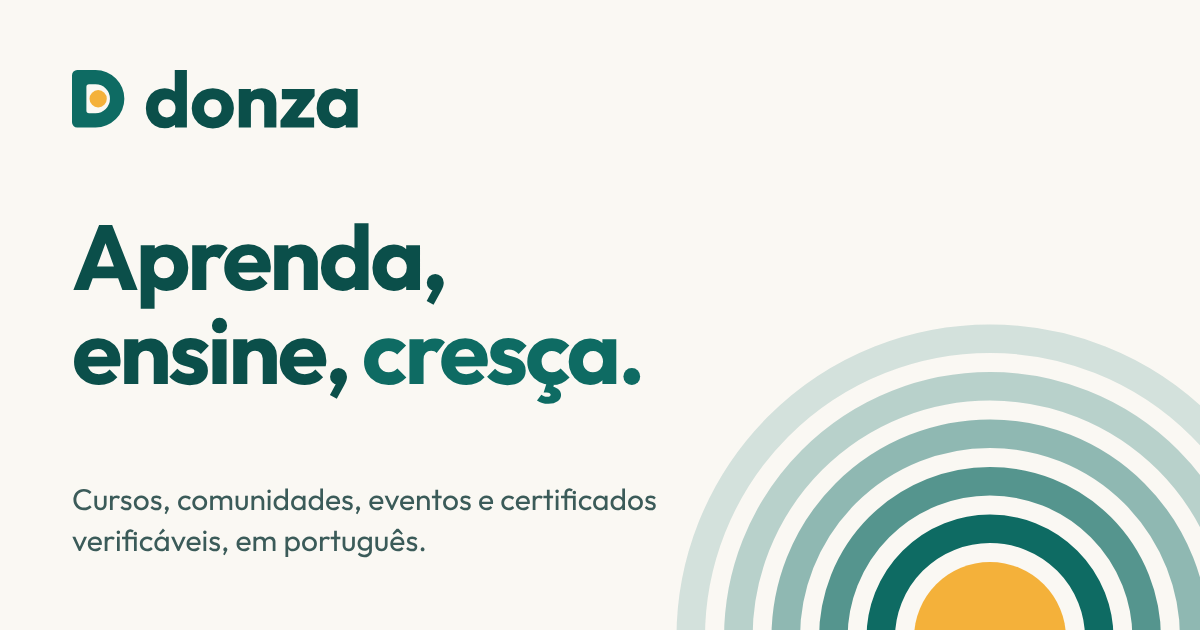 donza
Aprenda,
ensine, cresça.
Cursos, comunidades, eventos e certificados
verificáveis, em português.